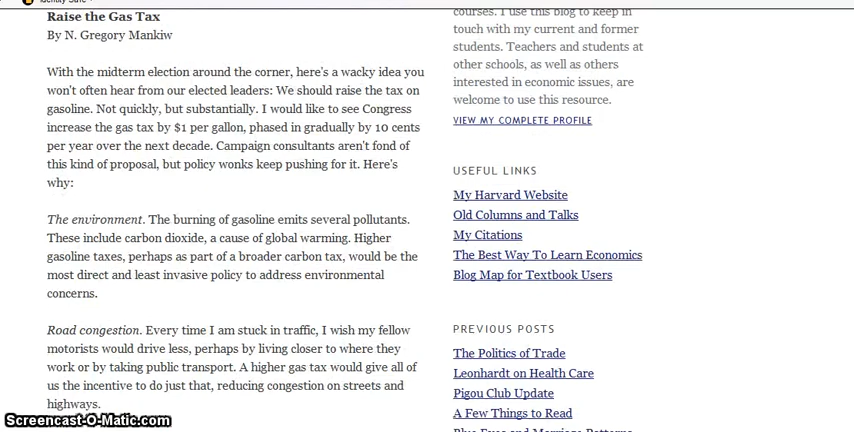 Identity Safe
Raise the Gas Tax
By N. Gregory Mankiw
With the midterm election around the corner, here's a wacky idea you
won't often hear from our elected leaders: We should raise the tax on
gasoline. Not quickly, but substantially. I would like to see Congress
increase the gas tax by $1 per gallon, phased in gradually by 10 cents
per year over the next decade. Campaign consultants aren't fond of
this kind of proposal, but policy wonks keep pushing for it. Here's
why:
The environment. The burning of gasoline emits several pollutants.
These include carbon dioxide, a cause of global warming. Higher
gasoline taxes, perhaps as part of a broader carbon tax, would be the
most direct and least invasive policy to address environmental
concerns.
Road congestion. Every time I am stuck in traffic, I wish my fellow
motorists would drive less, perhaps by living closer to where they
work or by taking public transport. A higher gas tax would give all of
us the incentive to do just that, reducing congestion on streets and
highways.
courses. I use this blog to keep in
touch with my current and former
students. Teachers and students at
other schools, as well as others
interested in economic issues, are
welcome to use this resource.
VIEW MY COMPLETE PROFILE
USEFUL LINKS
My Harvard Website
Old Columns and Talks
My Citations
The Best Way To Learn Economics
Blog Map for Textbook Users
PREVIOUS POSTS
The Politics of Trade
Leonhardt on Health Care
Pigou Club Update
A Few Things to Read
Blue Eyes and Marriage Patterns
Screencast-O-Matic.com